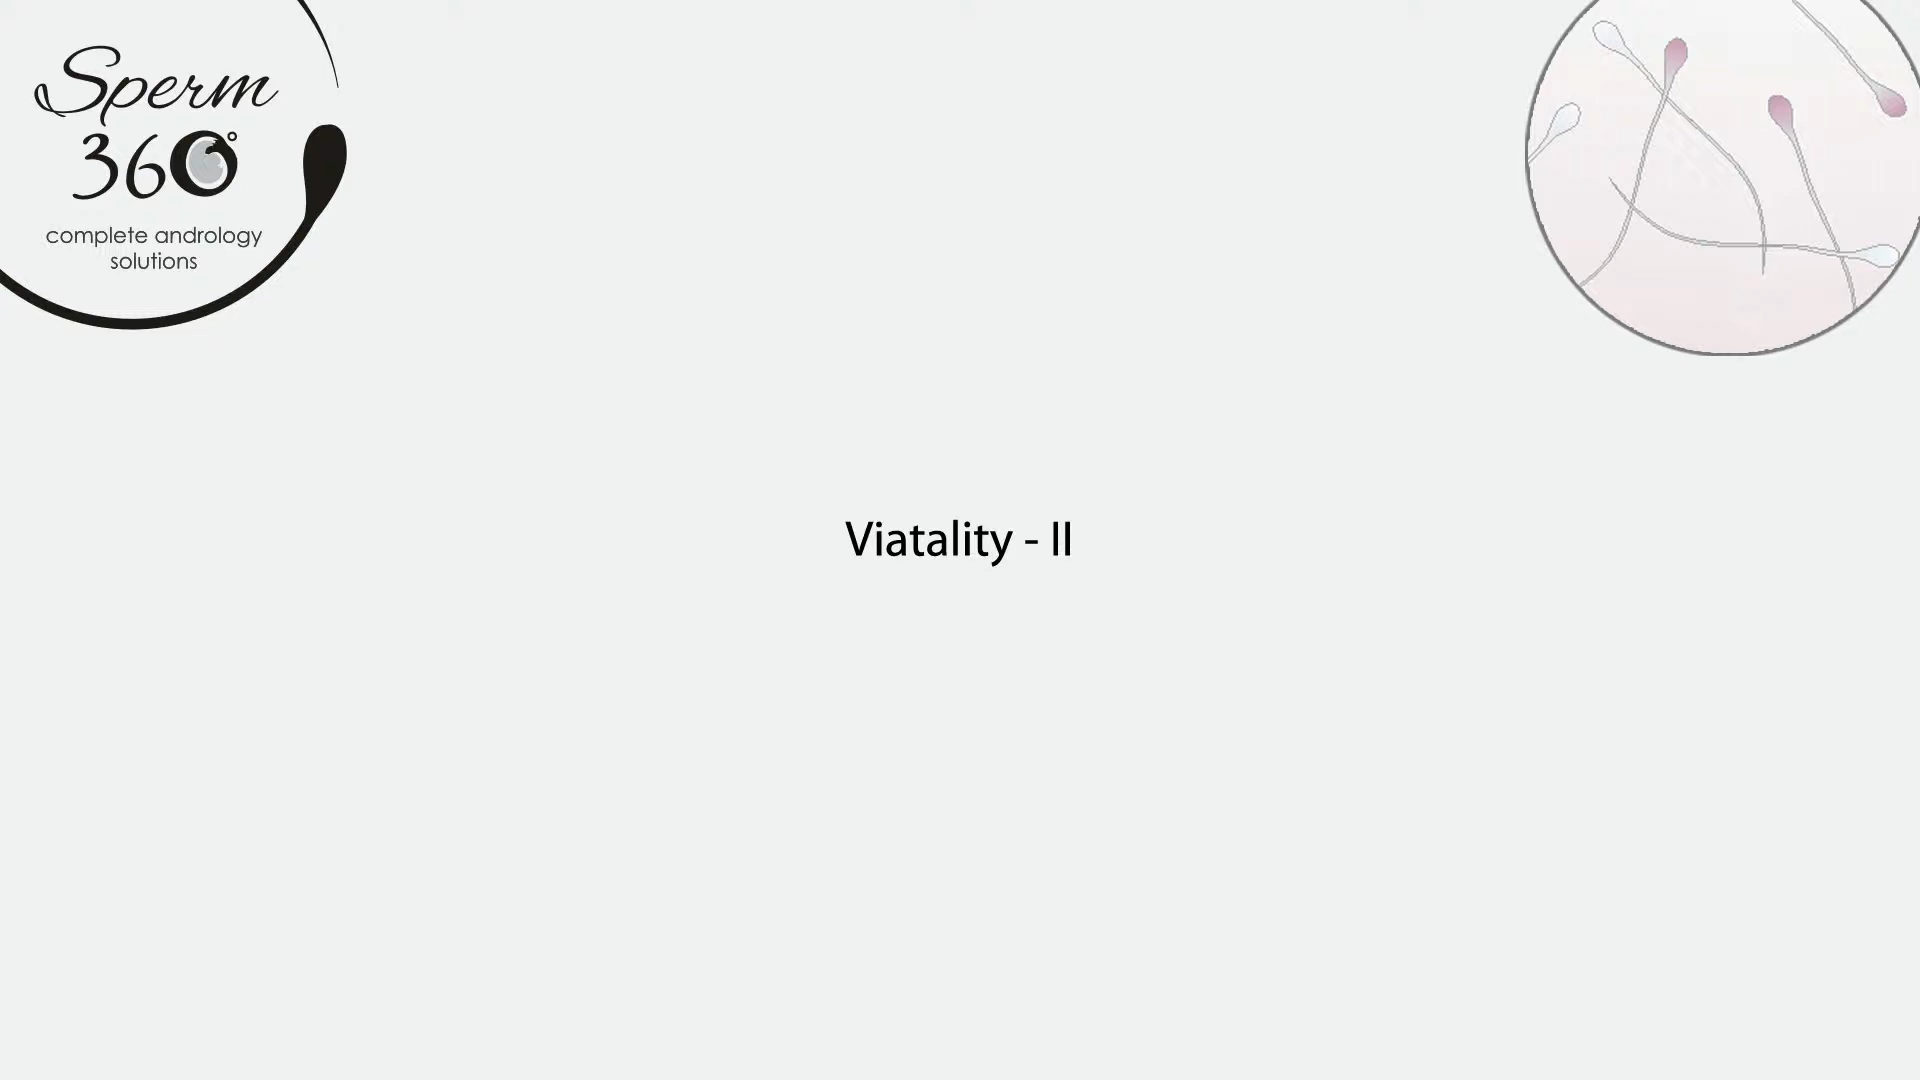 Sperm
360°
complete andrology
solutions
Viatality - II